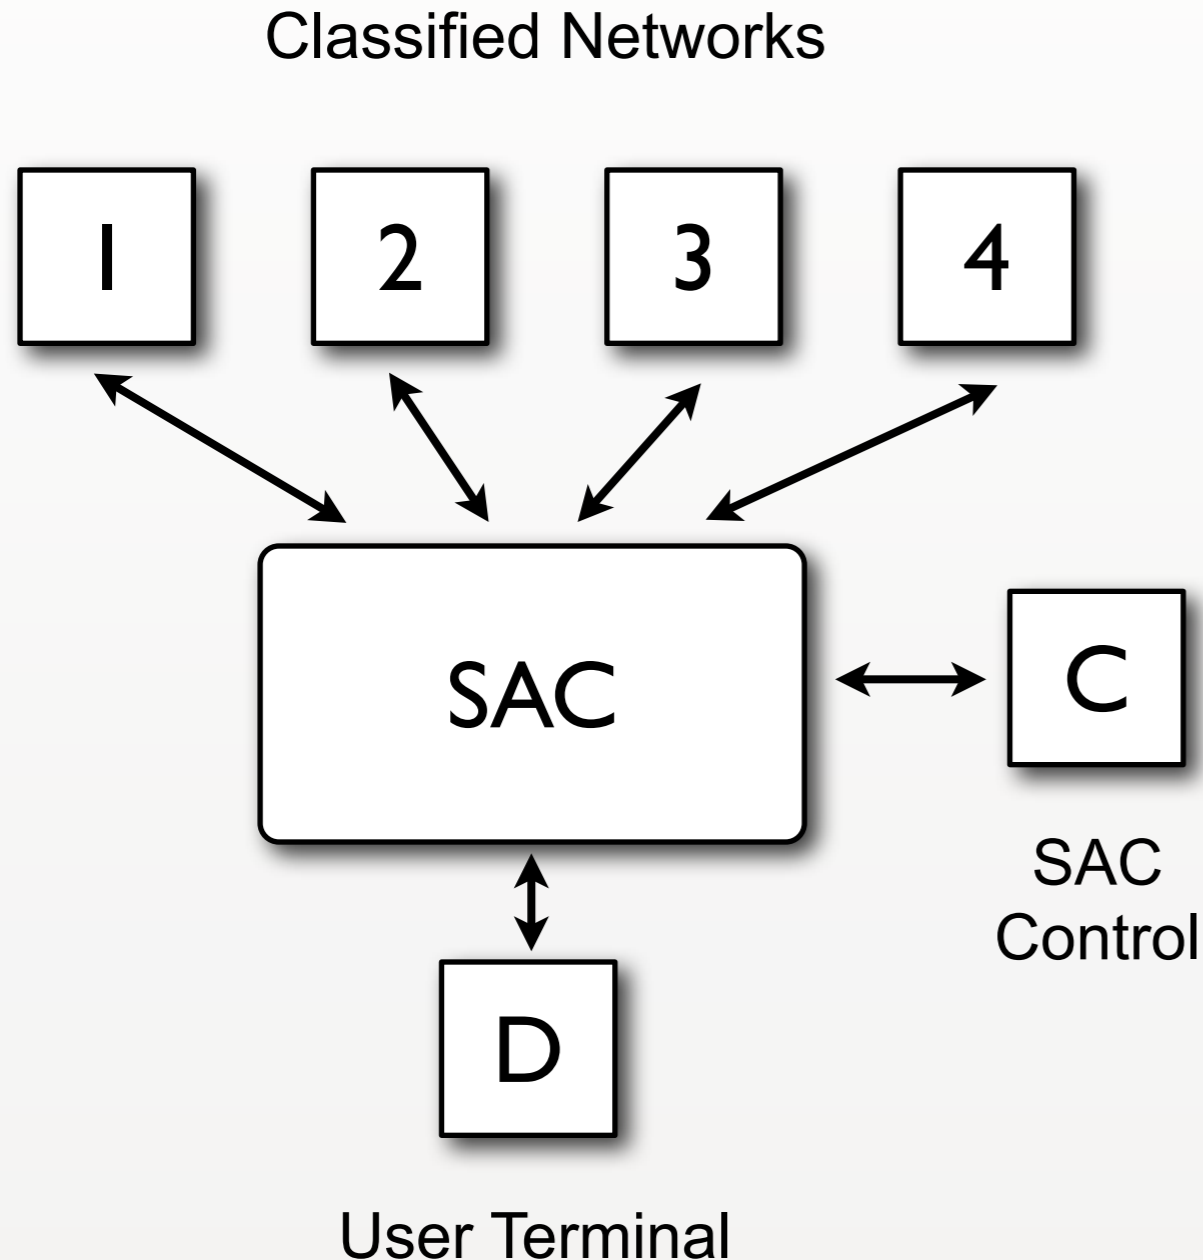 Classified Networks
1 2 3 4
SAC
C
SAC
Control
D
User Terminal